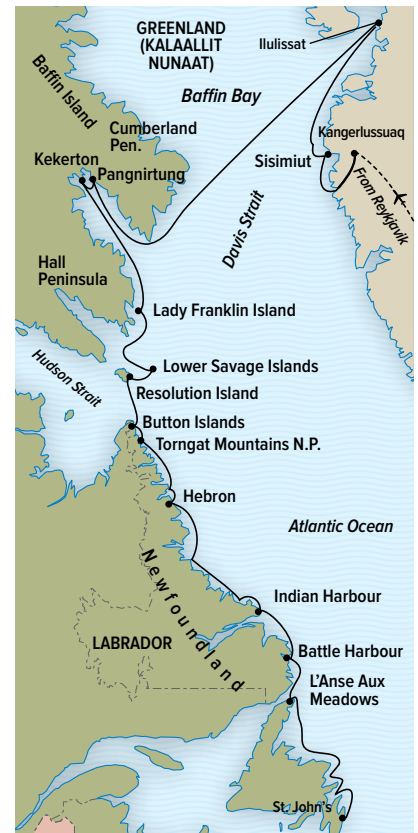 GREENLAND
(KALAALLIT
NUNAAT)
Ilulissat
Baffin Bay
Baffin Island
Cumberland
Pen.
Kangerlussuaq
Kekerton
Pangnirtung
Sisimiut
From Reykjavik
Davis Strait
Hall
Peninsula
Lady Franklin Island
Hudson Strait
Lower Savage Islands
Resolution Island
Button Islands
Torngat Mountains N.P.
Hebron
Atlantic Ocean
Newfoundland
Indian Harbour
LABRADOR
Battle Harbour
L'Anse Aux
Meadows
St. John's